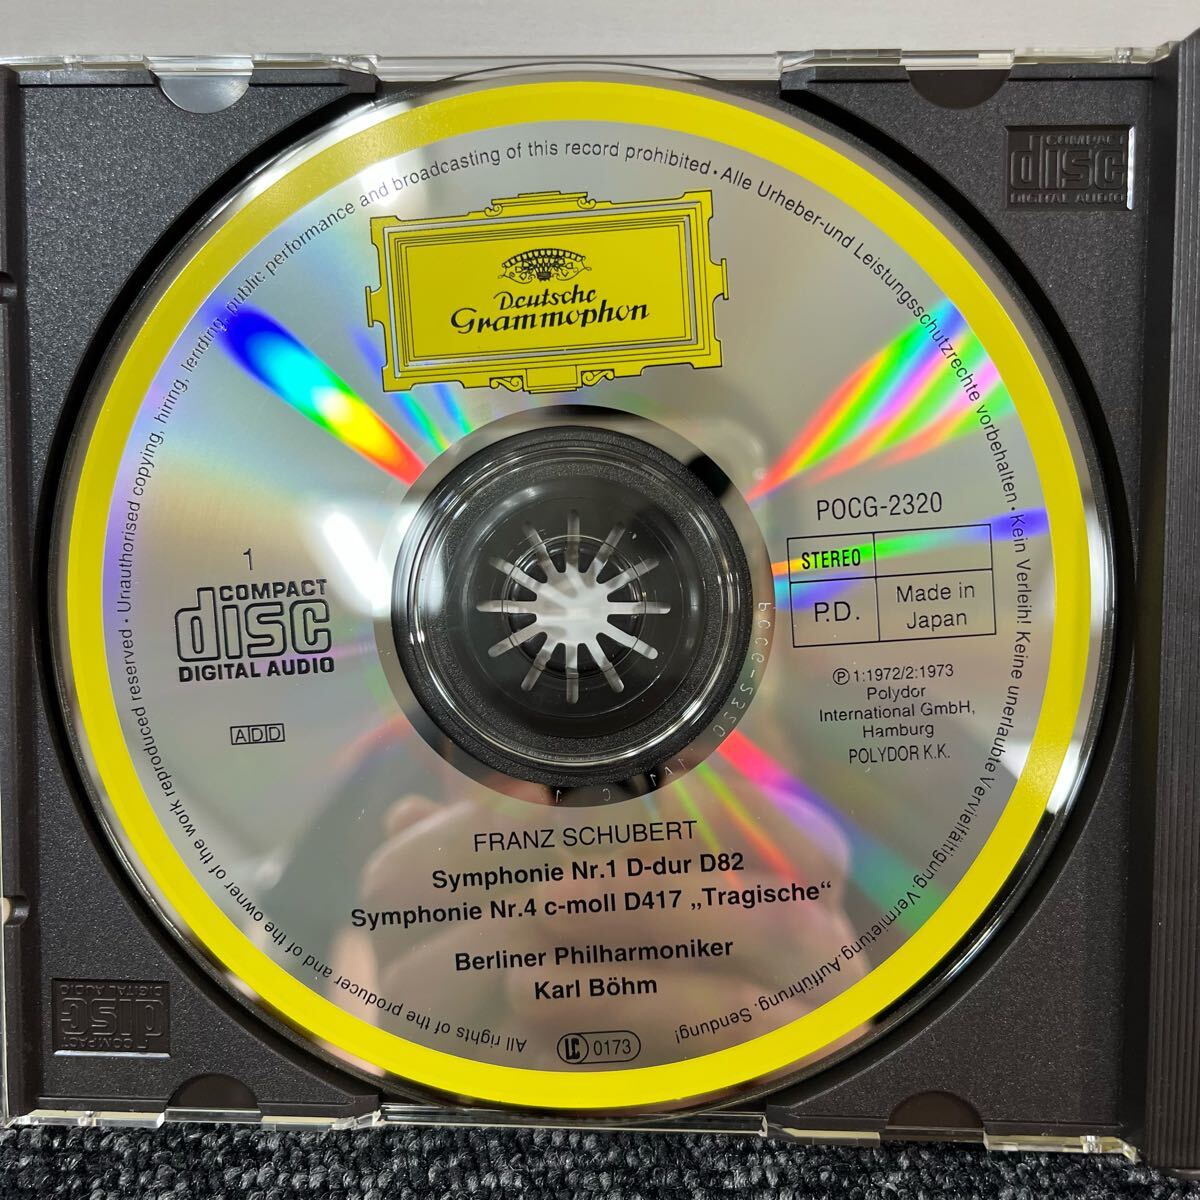 All rights of the producer and of the owner of the work reproduced reserved · Unauthorised copying, hiring, lending, public performance and broadcasting of this record prohibited · Alle Urheber-und Leistungsschutzrechte vorbehalten · Kein Verleih! Keine unerlaubte Vervielfältigung, Vermietung, Aufführung, Sendung!
Deutsche
Grammophon
COMPACT
disc
DIGITAL AUDIO
POCG-2320
STEREO
P.D.
Made in
Japan
1
COMPACT
disc
DIGITAL AUDIO
ADD
℗1:1972/2:1973
Polydor
International GmbH,
Hamburg
POLYDOR K.K.
FRANZ SCHUBERT
Symphonie Nr.1 D-dur D82
Symphonie Nr.4 c-moll D417 „Tragische“
Berliner Philharmoniker
Karl Böhm
LC 0173
COMPACT
disc
DIGITAL AUDIO